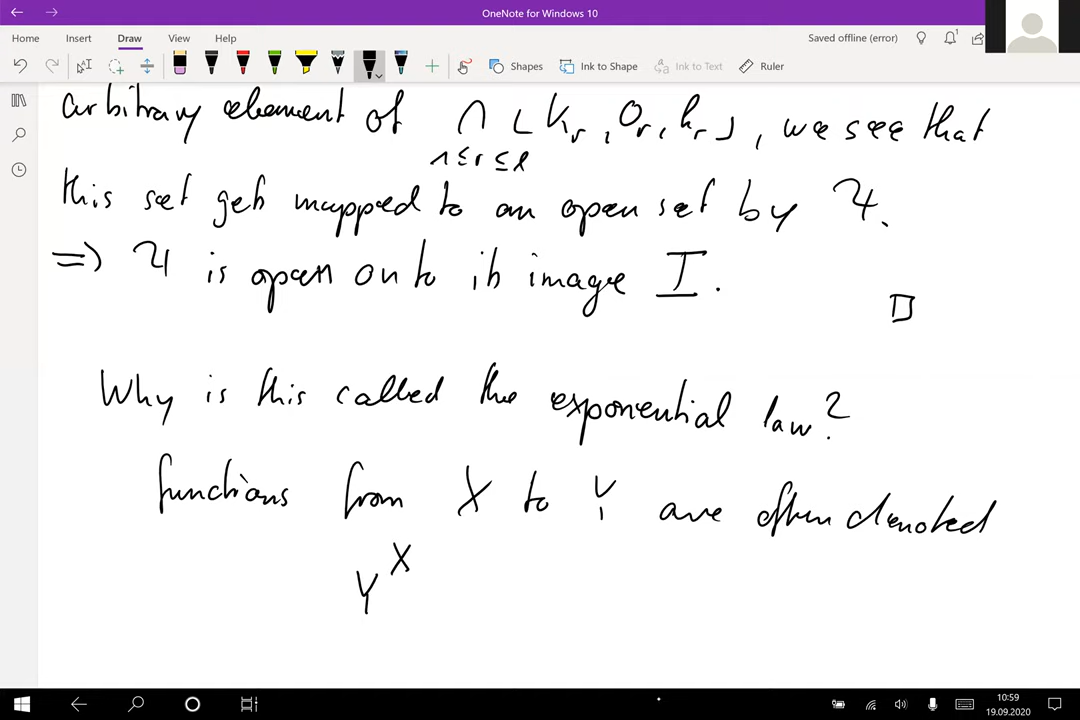 OneNote for Windows 10
Home Insert Draw View Help
Saved offline (error)
Shapes Ink to Shape Ink to Text Ruler
arbitrary element of ∩ ⌊Kr, Or, kr⌋, we see that
1≤r≤l
this set gets mapped to an open set by Ψ.
=> Ψ is open onto its image I.
□
Why is this called the exponential law?
functions from X to Y are often denoted
Y^X
10:59
19.09.2020